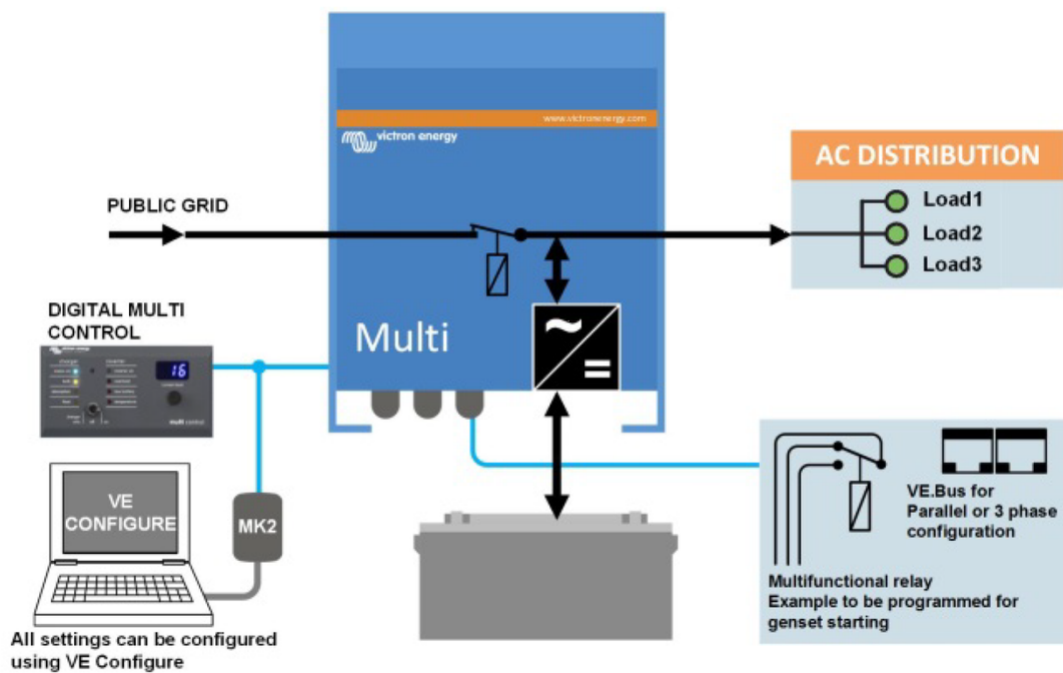 www.victronenergy.com
victron energy
AC DISTRIBUTION
PUBLIC GRID
Load1
Load2
Load3
DIGITAL MULTI
CONTROL
victron energy
16
multi control
Multi
VE
CONFIGURE
MK2
VE.Bus for
Parallel or 3 phase
configuration
Multifunctional relay
Example to be programmed for
genset starting
All settings can be configured
using VE Configure